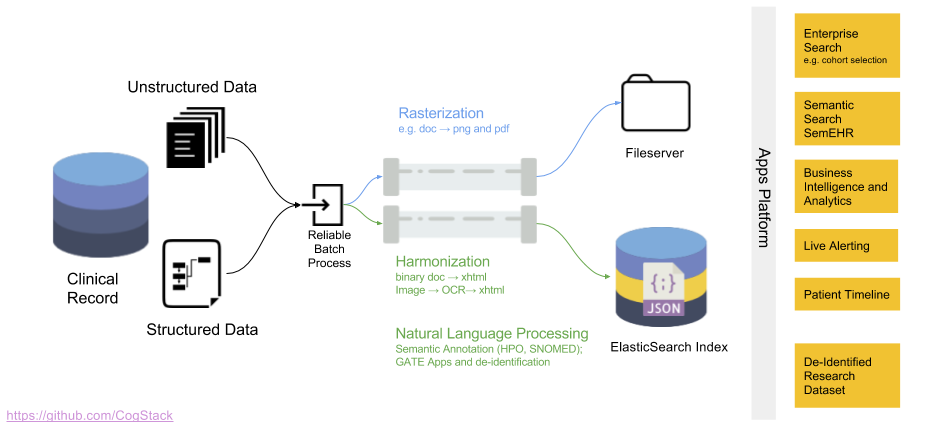 Unstructured Data
Clinical
Record
Structured Data
Reliable
Batch
Process
Rasterization
e.g. doc → png and pdf
Harmonization
binary doc → xhtml
Image → OCR→ xhtml
Natural Language Processing
Semantic Annotation (HPO, SNOMED);
GATE Apps and de-identification
Fileserver
{;}
JSON
ElasticSearch Index
Apps Platform
Enterprise
Search
e.g. cohort selection
Semantic
Search
SemEHR
Business
Intelligence and
Analytics
Live Alerting
Patient Timeline
De-Identified
Research
Dataset
https://github.com/CogStack